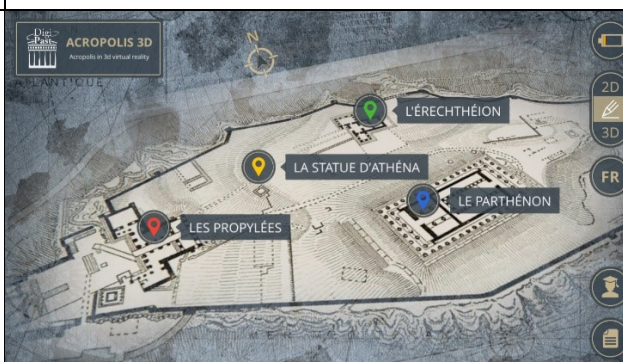 Digi
Past
ACROPOLIS 3D
Acropolis in 3d virtual reality
N
ATLANTIQUE
L'ÉRECHTHÉION
LA STATUE D'ATHÉNA
LE PARTHÉNON
LES PROPYLÉES
2D
3D
FR